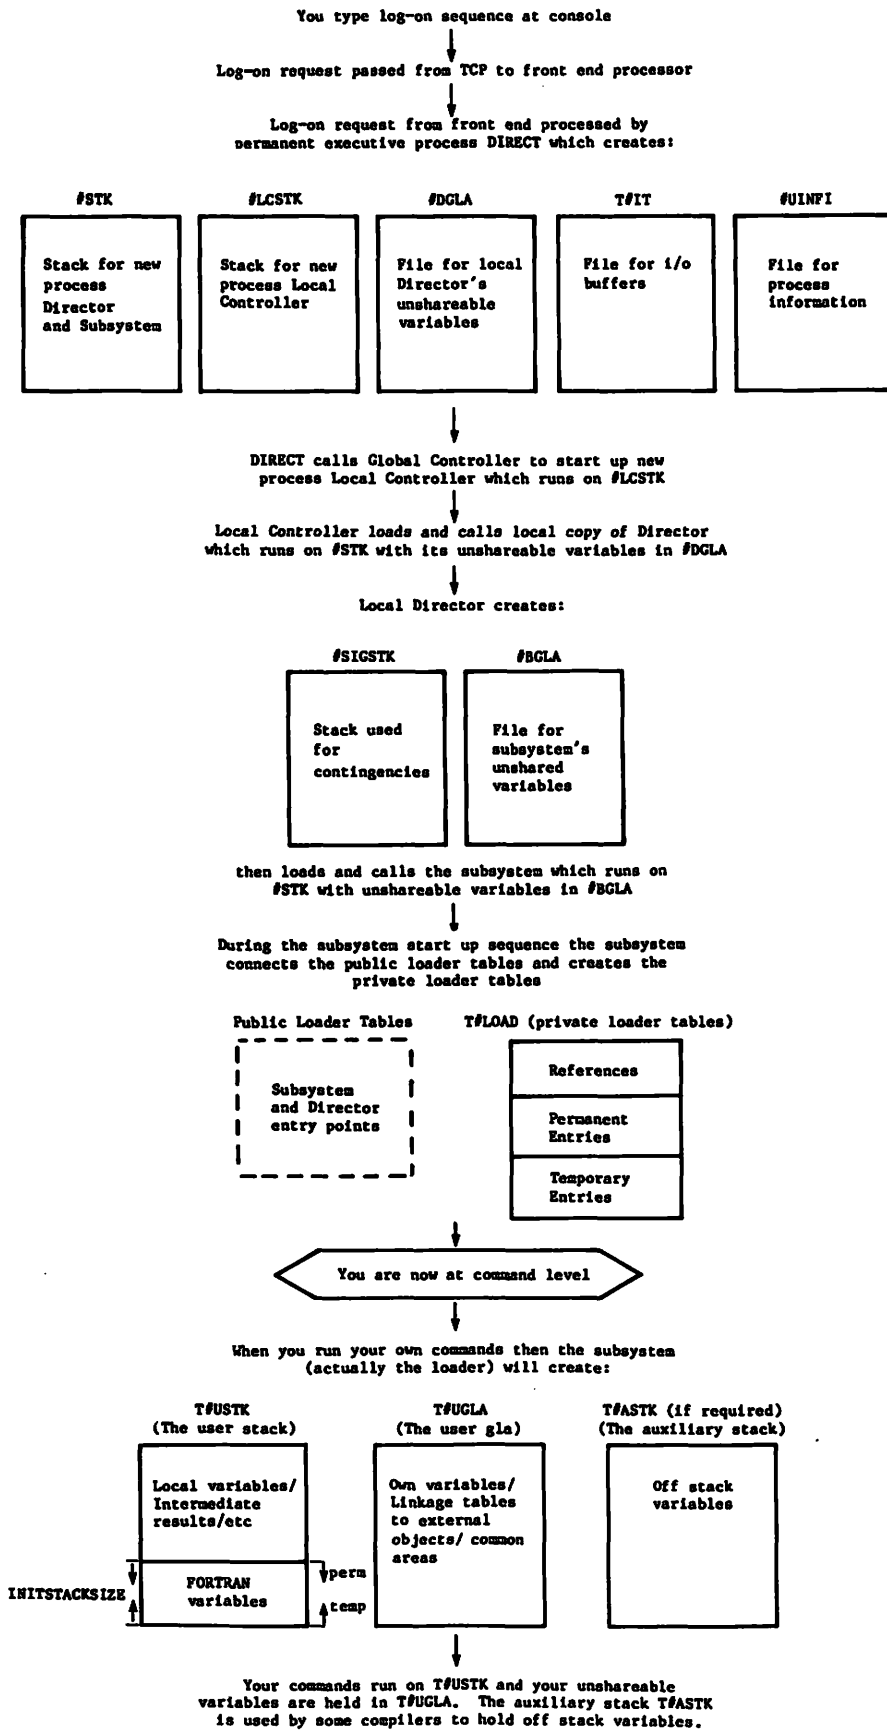 You type log-on sequence at console
Log-on request passed from TCP to front end processor
Log-on request from front end processed by
permanent executive process DIRECT which creates:
#STK
#LCSTK
#DGLA
T#IT
#UINFI
Stack for new
process
Director
and Subsystem
Stack for new
process Local
Controller
File for local
Director's
unshareable
variables
File for i/o
buffers
File for
process
information
DIRECT calls Global Controller to start up new
process Local Controller which runs on #LCSTK
Local Controller loads and calls local copy of Director
which runs on #STK with its unshareable variables in #DGLA
Local Director creates:
#SIGSTK
#BGLA
Stack used
for
contingencies
File for
subsystem's
unshared
variables
then loads and calls the subsystem which runs on
#STK with unshareable variables in #BGLA
During the subsystem start up sequence the subsystem
connects the public loader tables and creates the
private loader tables
Public Loader Tables
T#LOAD (private loader tables)
Subsystem
and Director
entry points
References
Permanent
Entries
Temporary
Entries
You are now at command level
When you run your own commands then the subsystem
(actually the loader) will create:
T#USTK
(The user stack)
T#UGLA
(The user gla)
T#ASTK (if required)
(The auxiliary stack)
Local variables/
Intermediate
results/etc
Own variables/
Linkage tables
to external
objects/ common
areas
Off stack
variables
INITSTACKSIZE
FORTRAN
variables
perm
temp
Your commands run on T#USTK and your unshareable
variables are held in T#UGLA. The auxiliary stack T#ASTK
is used by some compilers to hold off stack variables.